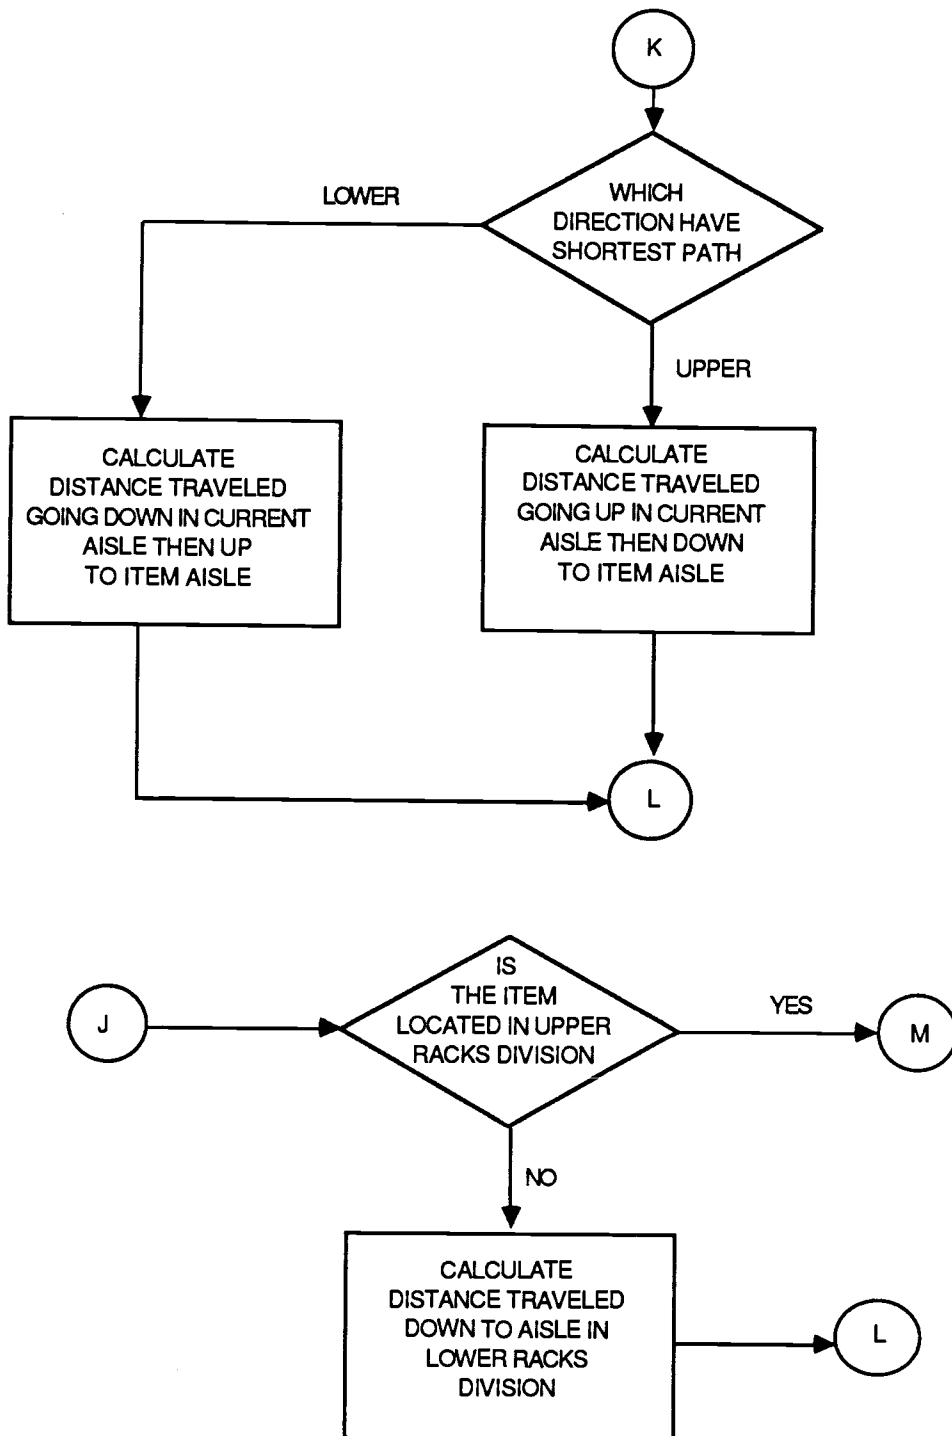 K
WHICH
DIRECTION HAVE
SHORTEST PATH
LOWER
UPPER
CALCULATE
DISTANCE TRAVELED
GOING DOWN IN CURRENT
AISLE THEN UP
TO ITEM AISLE
CALCULATE
DISTANCE TRAVELED
GOING UP IN CURRENT
AISLE THEN DOWN
TO ITEM AISLE
L
J
IS
THE ITEM
LOCATED IN UPPER
RACKS DIVISION
YES
M
NO
CALCULATE
DISTANCE TRAVELED
DOWN TO AISLE IN
LOWER RACKS
DIVISION
L